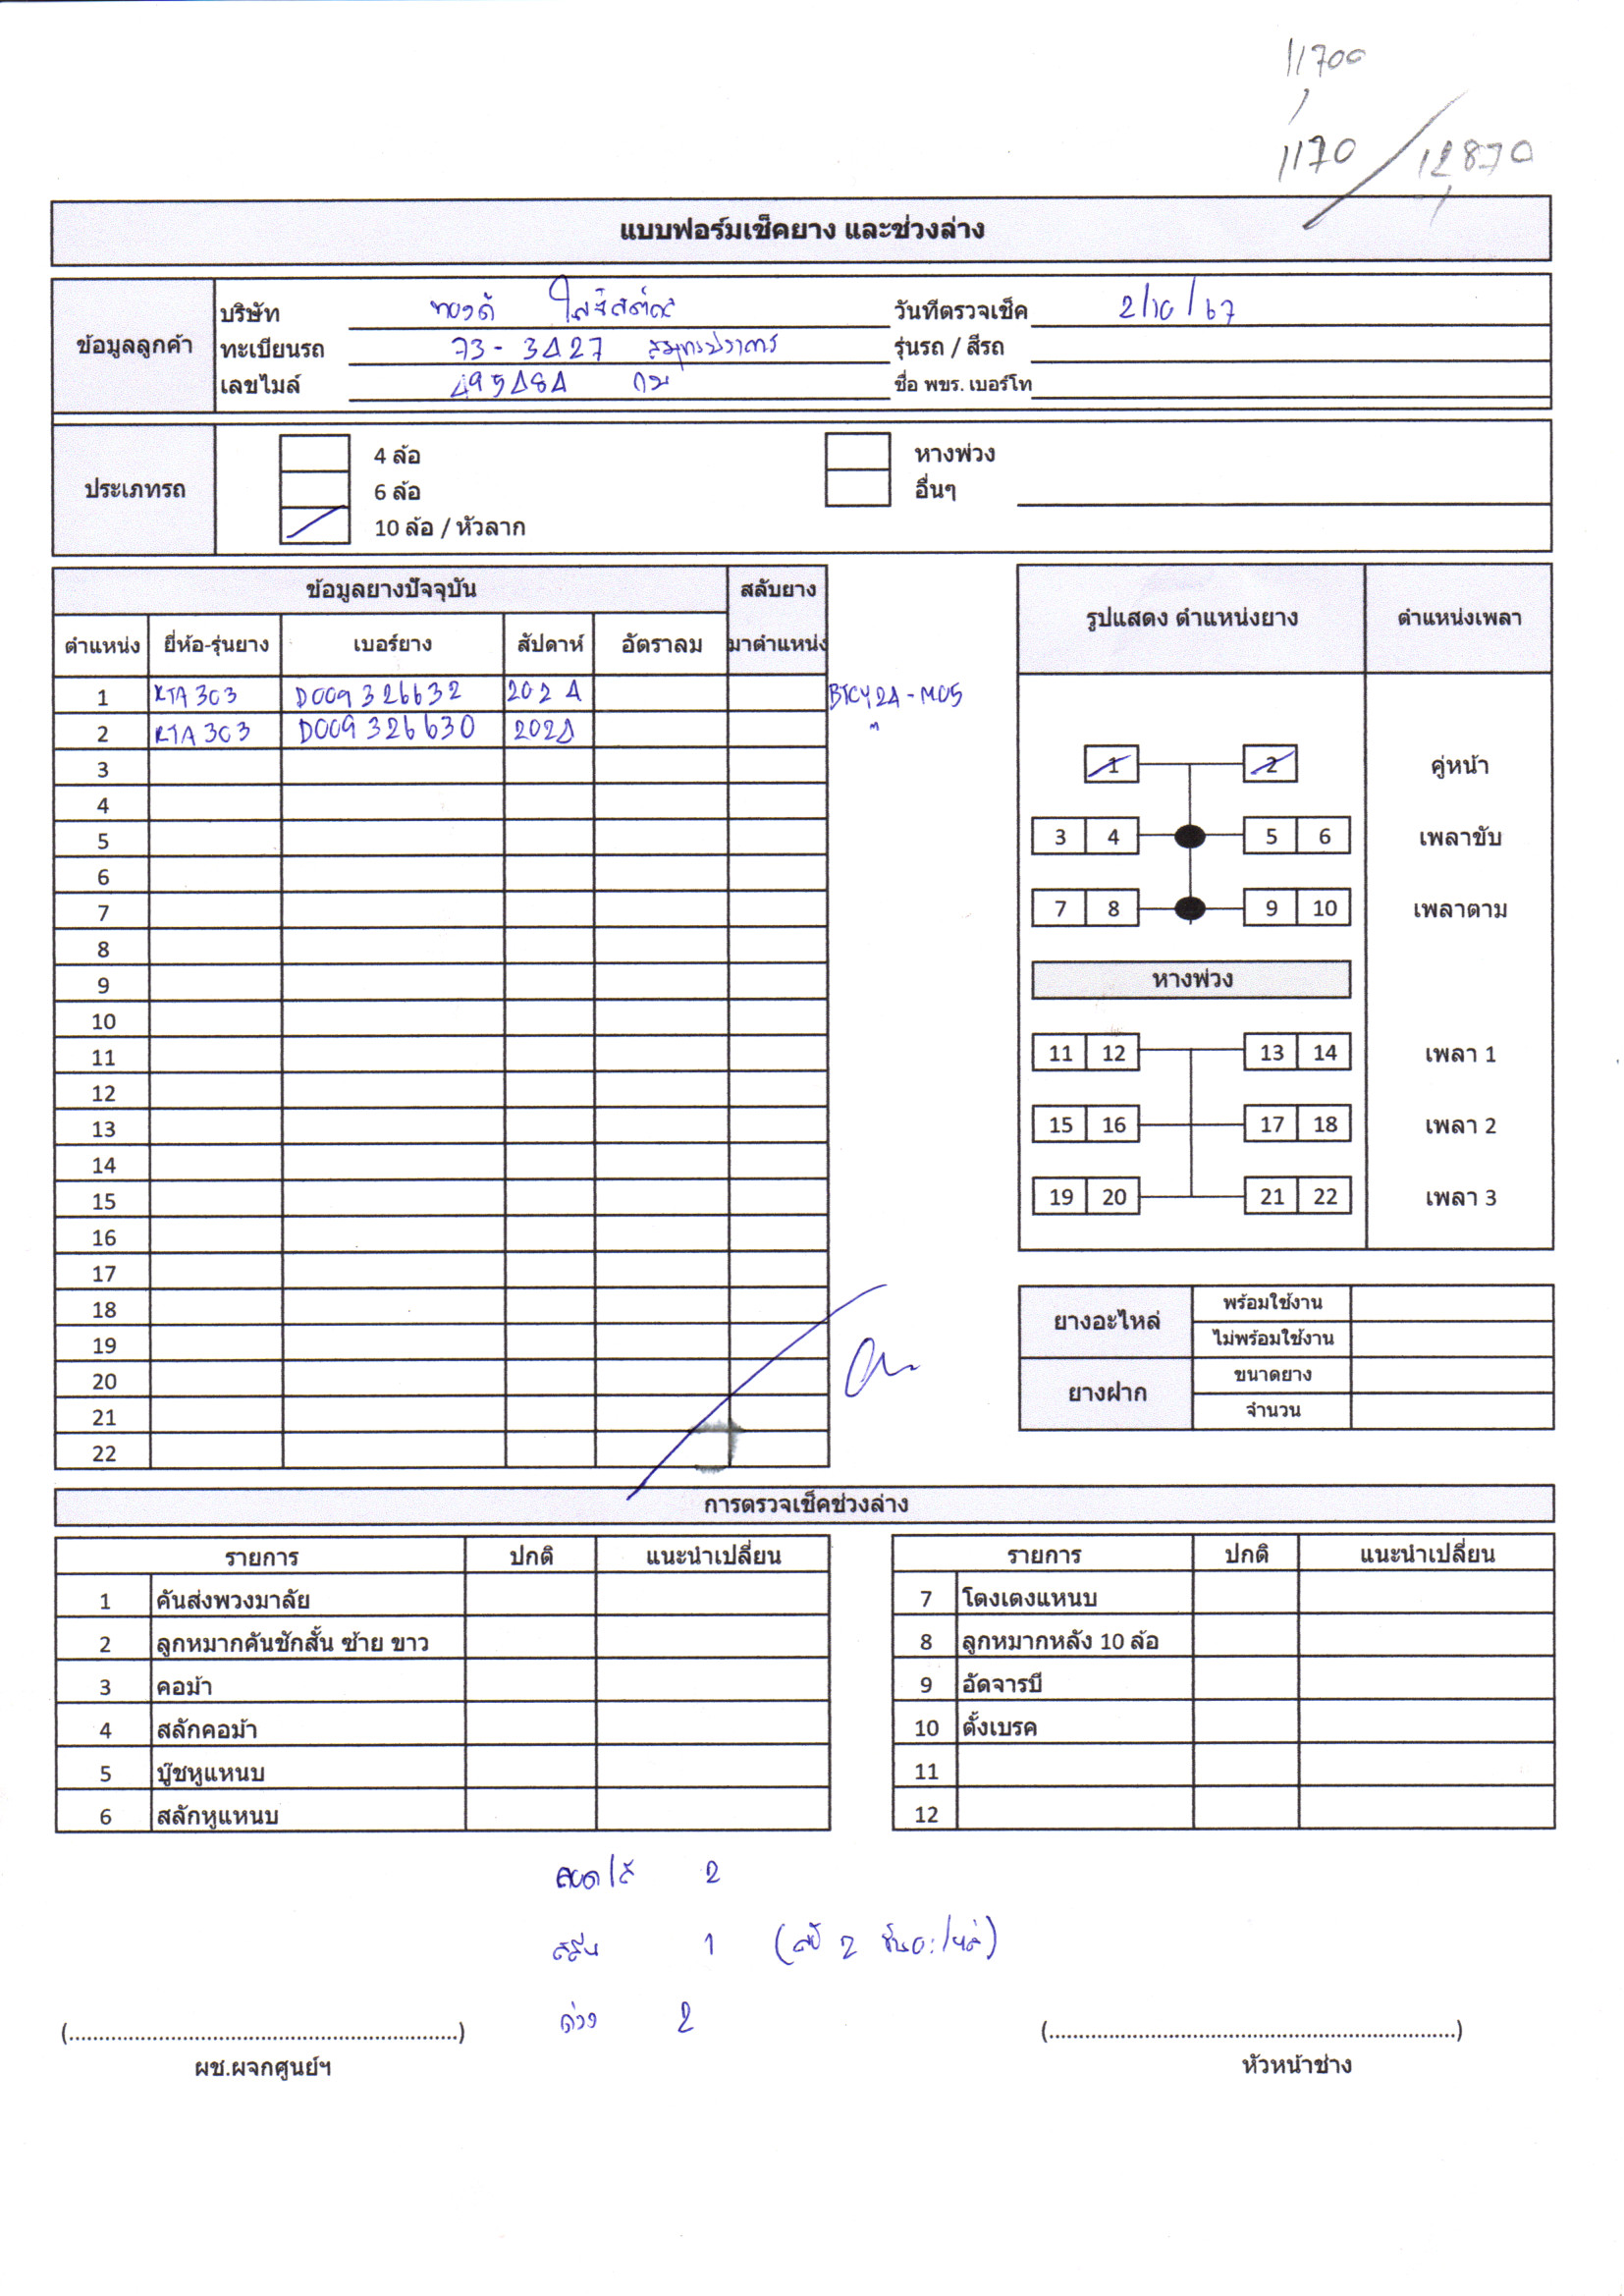 11700
1170 / 12870
แบบฟอร์มเช็คยาง และช่วงล่าง
ข้อมูลลูกค้า
บริษัท ทองดี โลจิสติกส์ วันที่ตรวจเช็ค 2/10/67
ทะเบียนรถ 73-3427 สมุทรปราการ รุ่นรถ / สีรถ
เลขไมล์ 495484 กม ชื่อ พขร. เบอร์โท
ประเภทรถ
4 ล้อ หางพ่วง
6 ล้อ อื่นๆ
10 ล้อ / หัวลาก
ข้อมูลยางปัจจุบัน สลับยาง
ตำแหน่ง ยี่ห้อ-รุ่นยาง เบอร์ยาง สัปดาห์ อัตราลม มาตำแหน่ง
1 KTA 303 D009326632 2024 BTCY24-M05
2 KTA 303 D009326630 2024 "
3
4
5
6
7
8
9
10
11
12
13
14
15
16
17
18
19
20
21
22
รูปแสดง ตำแหน่งยาง ตำแหน่งเพลา
1 2 คู่หน้า
3 4 5 6 เพลาขับ
7 8 9 10 เพลาตาม
หางพ่วง
11 12 13 14 เพลา 1
15 16 17 18 เพลา 2
19 20 21 22 เพลา 3
ยางอะไหล่ พร้อมใช้งาน
ไม่พร้อมใช้งาน
ยางฝาก ขนาดยาง
จำนวน
การตรวจเช็คช่วงล่าง
รายการ ปกติ แนะนำเปลี่ยน รายการ ปกติ แนะนำเปลี่ยน
1 คันส่งพวงมาลัย 7 โตงเตงแหนบ
2 ลูกหมากคันชักสั้น ซ้าย ขาว 8 ลูกหมากหลัง 10 ล้อ
3 คอม้า 9 อัดจารบี
4 สลักคอม้า 10 ตั้งเบรค
5 บู๊ชหูแหนบ 11
6 สลักหูแหนบ 12
ถอดใส่ 2
สลับ 1 ( 2 )
ถ่วง 2
(..........................................................) (..........................................................)
ผช.ผจกศูนย์ฯ หัวหน้าช่าง